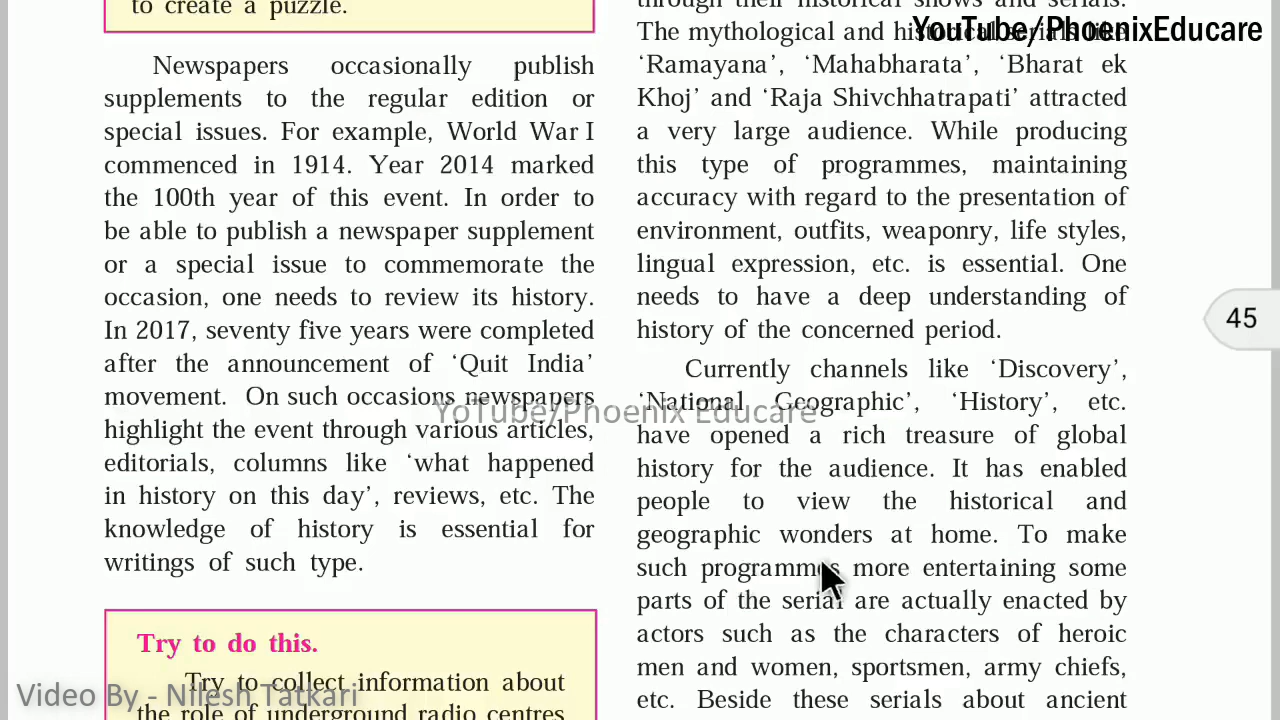 to create a puzzle.
Newspapers occasionally publish
supplements to the regular edition or
special issues. For example, World War I
commenced in 1914. Year 2014 marked
the 100th year of this event. In order to
be able to publish a newspaper supplement
or a special issue to commemorate the
occasion, one needs to review its history.
In 2017, seventy five years were completed
after the announcement of ‘Quit India’
movement. On such occasions newspapers
highlight the event through various articles,
editorials, columns like ‘what happened
in history on this day’, reviews, etc. The
knowledge of history is essential for
writings of such type.
Try to do this.
Try to collect information about
the role of underground radio centres
through their historical shows and serials.
The mythological and historical serials like
‘Ramayana’, ‘Mahabharata’, ‘Bharat ek
Khoj’ and ‘Raja Shivchhatrapati’ attracted
a very large audience. While producing
this type of programmes, maintaining
accuracy with regard to the presentation of
environment, outfits, weaponry, life styles,
lingual expression, etc. is essential. One
needs to have a deep understanding of
history of the concerned period.
Currently channels like ‘Discovery’,
‘National Geographic’, ‘History’, etc.
have opened a rich treasure of global
history for the audience. It has enabled
people to view the historical and
geographic wonders at home. To make
such programmes more entertaining some
parts of the serial are actually enacted by
actors such as the characters of heroic
men and women, sportsmen, army chiefs,
etc. Beside these serials about ancient
YouTube/PhoenixEducare
45
YoTube/Phoenix Educare
Video By - Nilesh Tatkari